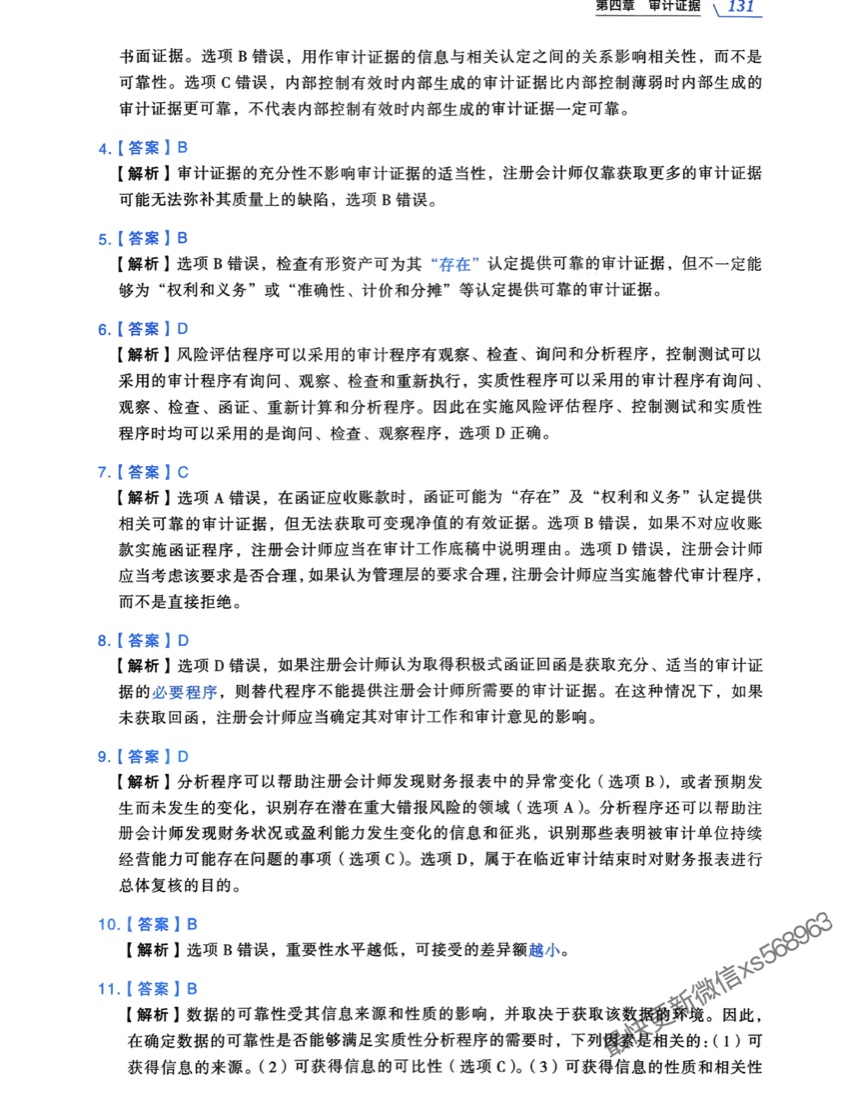 第四章 审计证据 131
书面证据。选项 B 错误，用作审计证据的信息与相关认定之间的关系影响相关性，而不是
可靠性。选项 C 错误，内部控制有效时内部生成的审计证据比内部控制薄弱时内部生成的
审计证据更可靠，不代表内部控制有效时内部生成的审计证据一定可靠。
4.【答案】B
【解析】审计证据的充分性不影响审计证据的适当性，注册会计师仅靠获取更多的审计证据
可能无法弥补其质量上的缺陷，选项 B 错误。
5.【答案】B
【解析】选项 B 错误，检查有形资产可为其“存在”认定提供可靠的审计证据，但不一定能
够为“权利和义务”或“准确性、计价和分摊”等认定提供可靠的审计证据。
6.【答案】D
【解析】风险评估程序可以采用的审计程序有观察、检查、询问和分析程序，控制测试可以
采用的审计程序有询问、观察、检查和重新执行，实质性程序可以采用的审计程序有询问、
观察、检查、函证、重新计算和分析程序。因此在实施风险评估程序、控制测试和实质性
程序时均可以采用的是询问、检查、观察程序，选项 D 正确。
7.【答案】C
【解析】选项 A 错误，在函证应收账款时，函证可能为“存在”及“权利和义务”认定提供
相关可靠的审计证据，但无法获取可变现净值的有效证据。选项 B 错误，如果不对应收账
款实施函证程序，注册会计师应当在审计工作底稿中说明理由。选项 D 错误，注册会计师
应当考虑该要求是否合理，如果认为管理层的要求合理，注册会计师应当实施替代审计程序，
而不是直接拒绝。
8.【答案】D
【解析】选项 D 错误，如果注册会计师认为取得积极式函证回函是获取充分、适当的审计证
据的必要程序，则替代程序不能提供注册会计师所需要的审计证据。在这种情况下，如果
未获取回函，注册会计师应当确定其对审计工作和审计意见的影响。
9.【答案】D
【解析】分析程序可以帮助注册会计师发现财务报表中的异常变化（选项 B），或者预期发
生而未发生的变化，识别存在潜在重大错报风险的领域（选项 A）。分析程序还可以帮助注
册会计师发现财务状况或盈利能力发生变化的信息和征兆，识别那些表明被审计单位持续
经营能力可能存在问题的事项（选项 C）。选项 D，属于在临近审计结束时对财务报表进行
总体复核的目的。
10.【答案】B
【解析】选项 B 错误，重要性水平越低，可接受的差异额越小。
11.【答案】B
【解析】数据的可靠性受其信息来源和性质的影响，并取决于获取该数据的环境。因此，
在确定数据的可靠性是否能够满足实质性分析程序的需要时，下列因素是相关的：（1）可
获得信息的来源。（2）可获得信息的可比性（选项 C）。（3）可获得信息的性质和相关性
最快更新微信xs568963